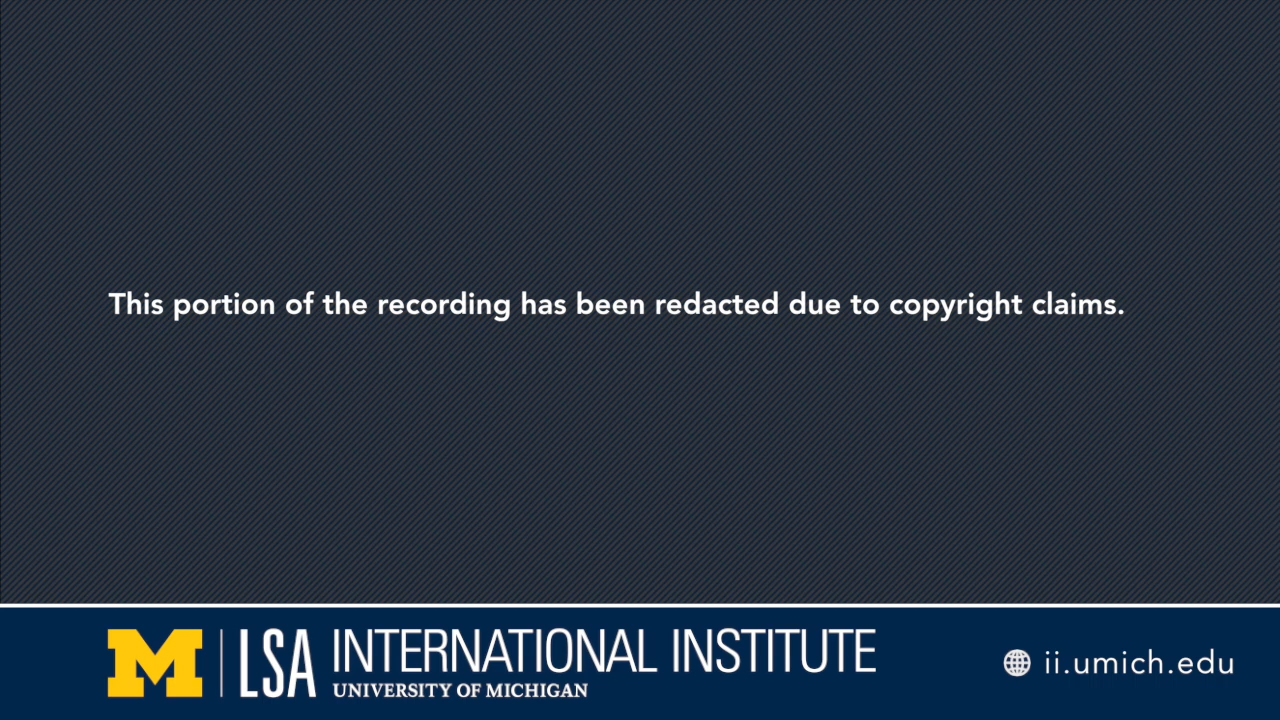 This portion of the recording has been redacted due to copyright claims.
M LSA INTERNATIONAL INSTITUTE
UNIVERSITY OF MICHIGAN
ii.umich.edu